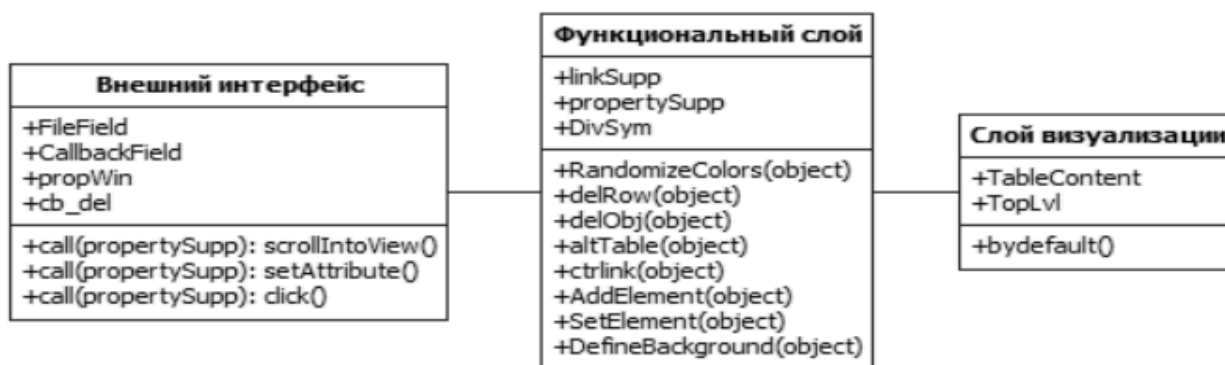 Внешний интерфейс
+FileField
+CallbackField
+propWin
+cb_del
+call(propertySupp): scrollIntoView()
+call(propertySupp): setAttribute()
+call(propertySupp): click()
Функциональный слой
+linkSupp
+propertySupp
+DivSym
+RandomizeColors(object)
+delRow(object)
+delObj(object)
+altTable(object)
+ctrlink(object)
+AddElement(object)
+SetElement(object)
+DefineBackground(object)
Слой визуализации
+TableContent
+TopLvl
+bydefault()